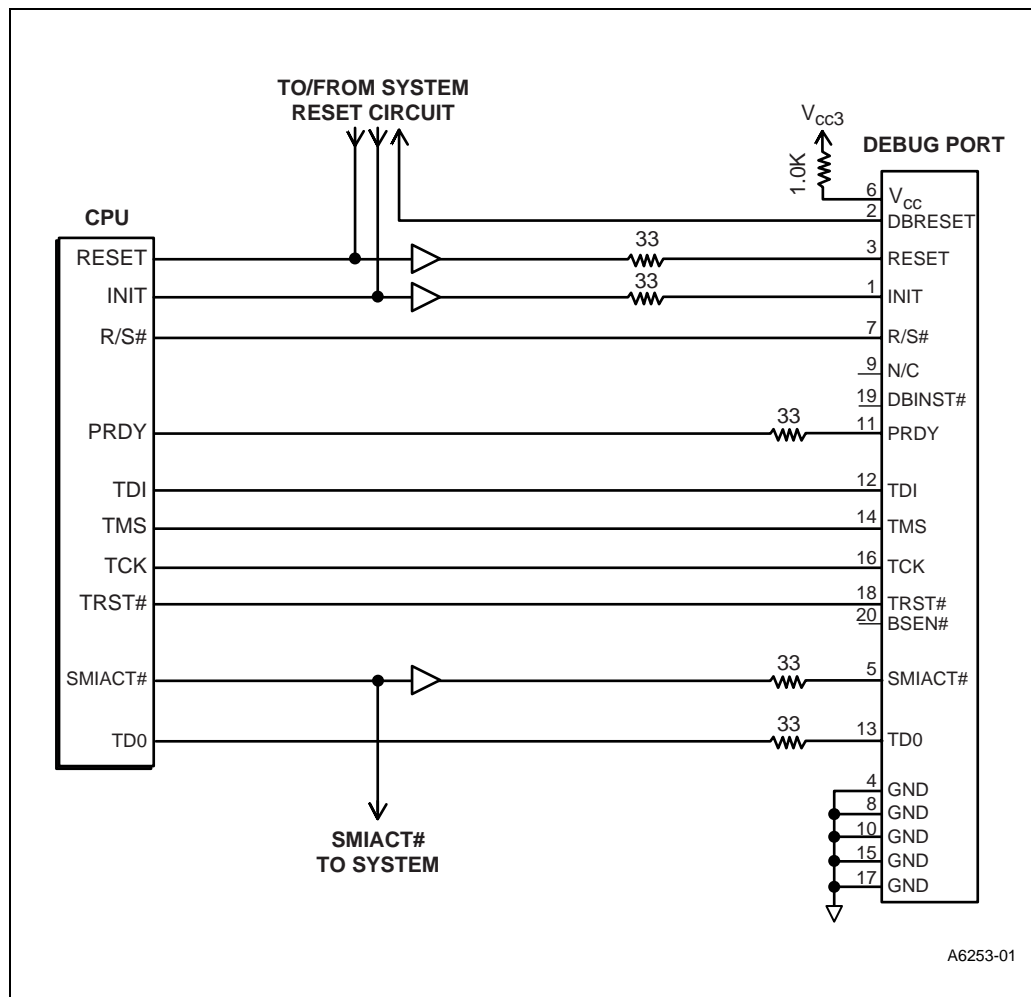 TO/FROM SYSTEM
RESET CIRCUIT
Vcc3
1.0K
DEBUG PORT
CPU
6 Vcc
2 DBRESET
RESET 33 3 RESET
INIT 33 1 INIT
R/S# 7 R/S#
9 N/C
19 DBINST#
PRDY 33 11 PRDY
TDI 12 TDI
TMS 14 TMS
TCK 16 TCK
TRST# 18 TRST#
20 BSEN#
SMIACT# 33 5 SMIACT#
TD0 33 13 TD0
4 GND
8 GND
10 GND
15 GND
17 GND
SMIACT#
TO SYSTEM
A6253-01